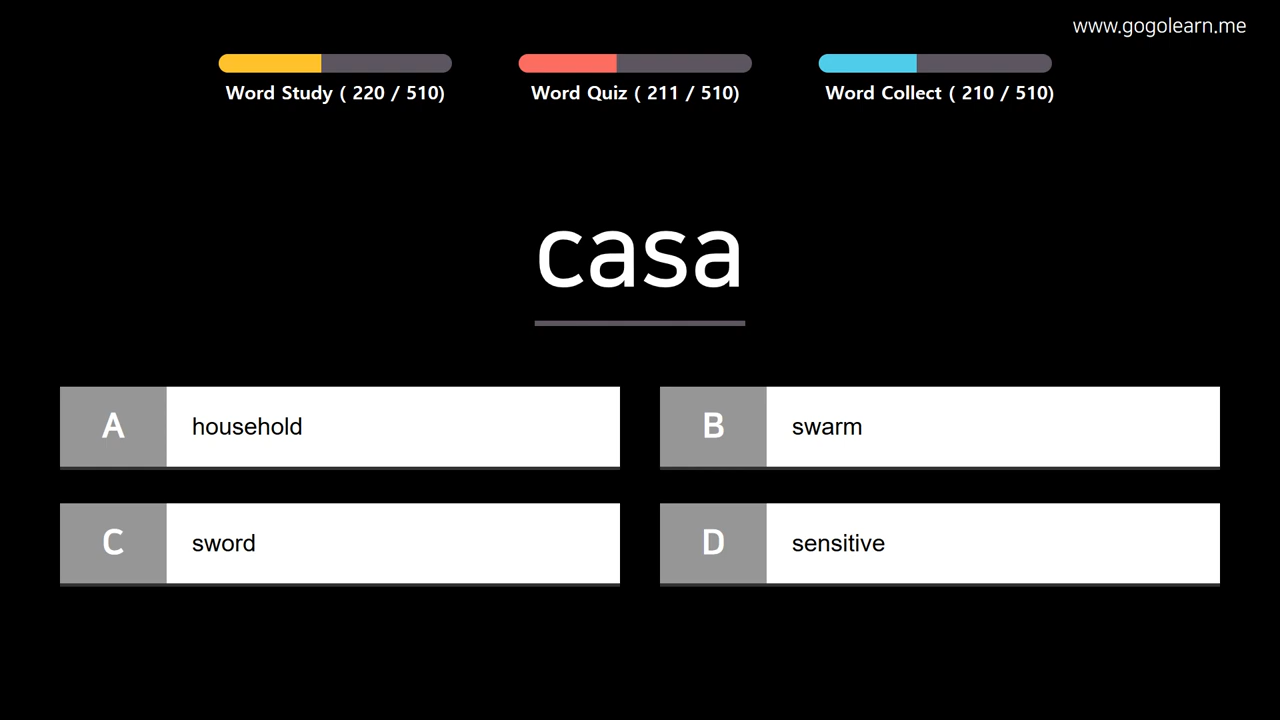 www.gogolearn.me
Word Study ( 220 / 510)
Word Quiz ( 211 / 510)
Word Collect ( 210 / 510)
casa
A household
B swarm
C sword
D sensitive